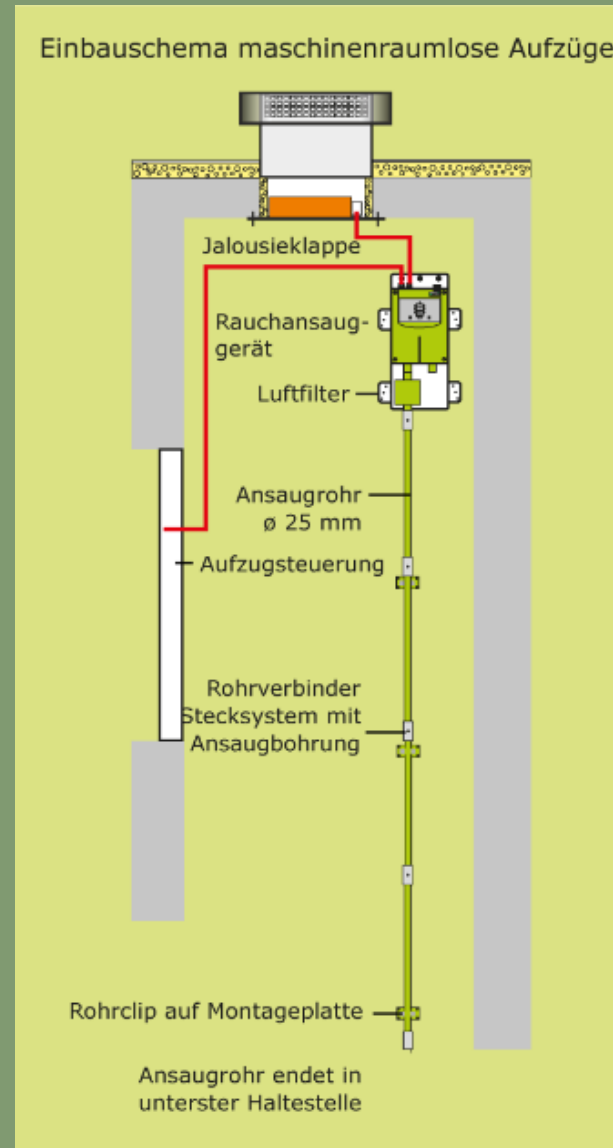 Einbauschema maschinenraumlose Aufzüge
Jalousieklappe
Rauchansaug-
gerät
Luftfilter
Ansaugrohr
ø 25 mm
Aufzugsteuerung
Rohrverbinder
Stecksystem mit
Ansaugbohrung
Rohrclip auf Montageplatte
Ansaugrohr endet in
unterster Haltestelle